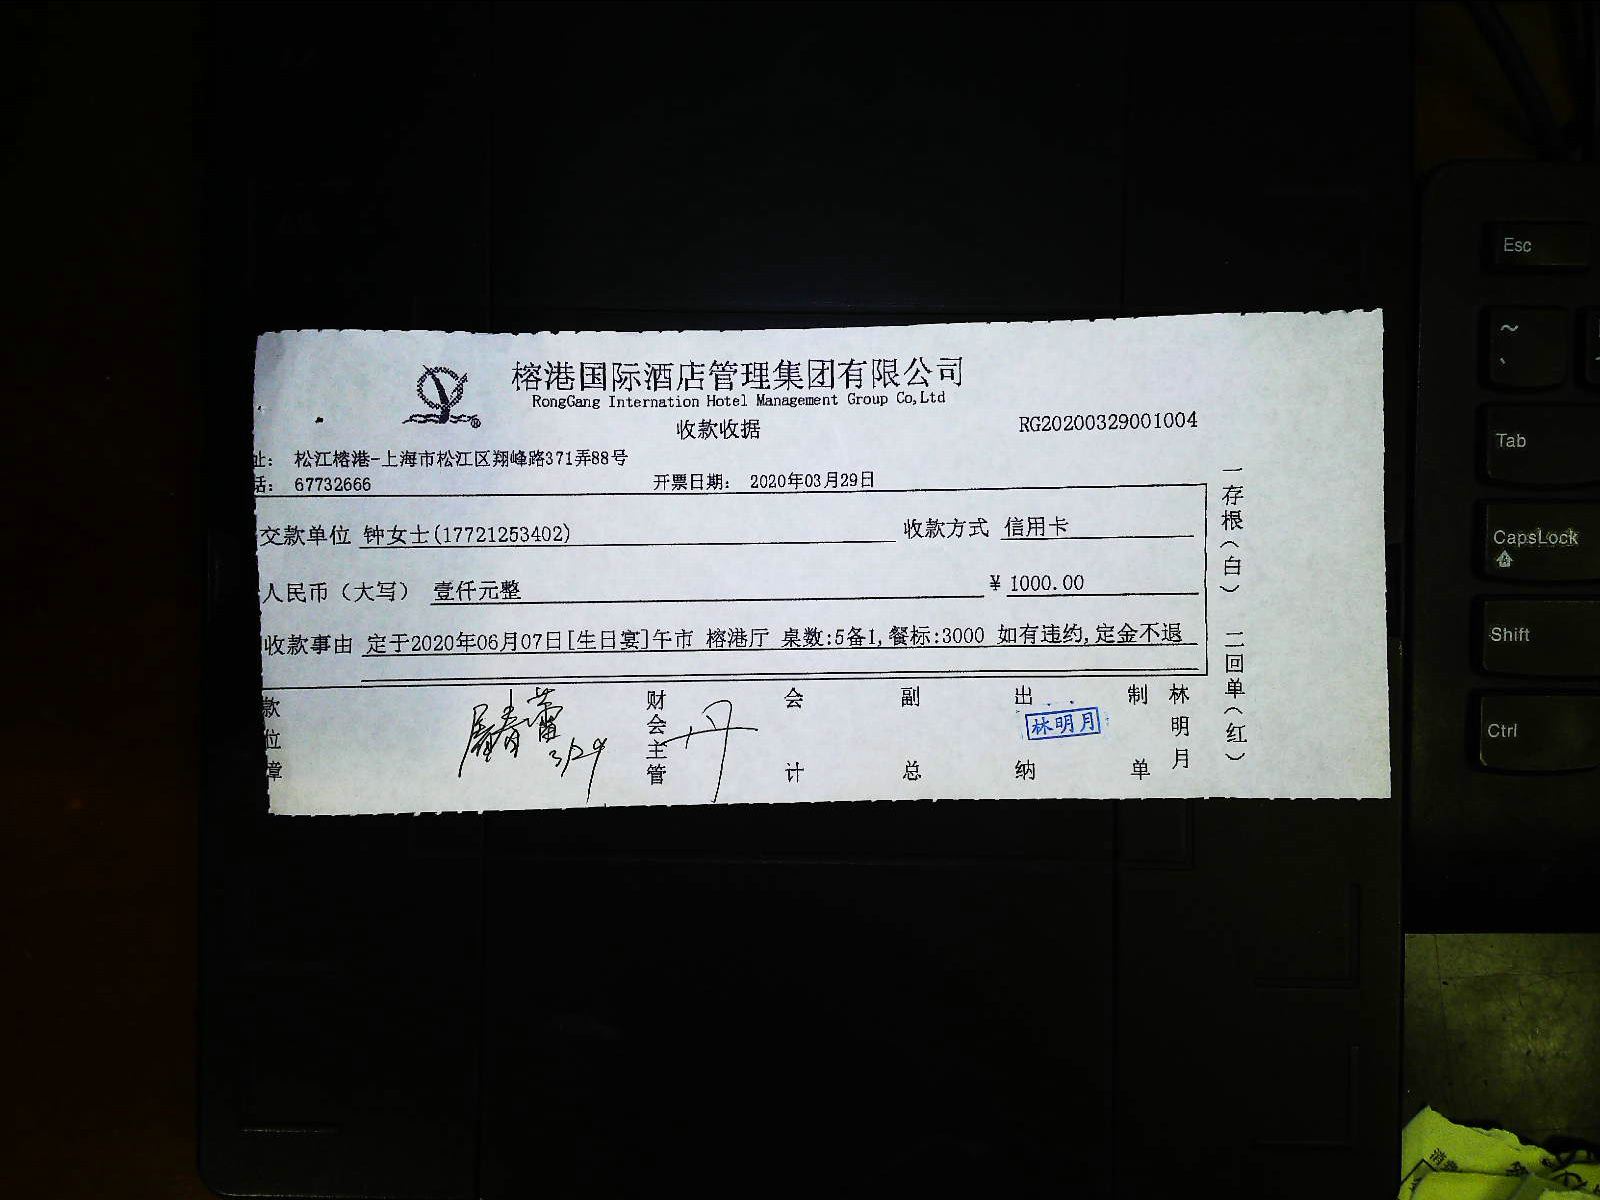 榕港国际酒店管理集团有限公司
RongGang Internation Hotel Management Group Co,Ltd
收款收据
RG20200329001004
址: 松江榕港-上海市松江区翔峰路371弄88号
话: 67732666
开票日期: 2020年03月29日
交款单位 钟女士(17721253402)
收款方式 信用卡
人民币(大写) 壹仟元整
¥ 1000.00
收款事由 定于2020年06月07日[生日宴]午市 榕港厅 桌数:5备1,餐标:3000 如有违约,定金不退
款位章
3/29
财会主管
丹
会计
副总
出纳
林明月
制单
林明月
一存根(白) 二回单(红)
Esc
~
Tab
CapsLock
Shift
Ctrl